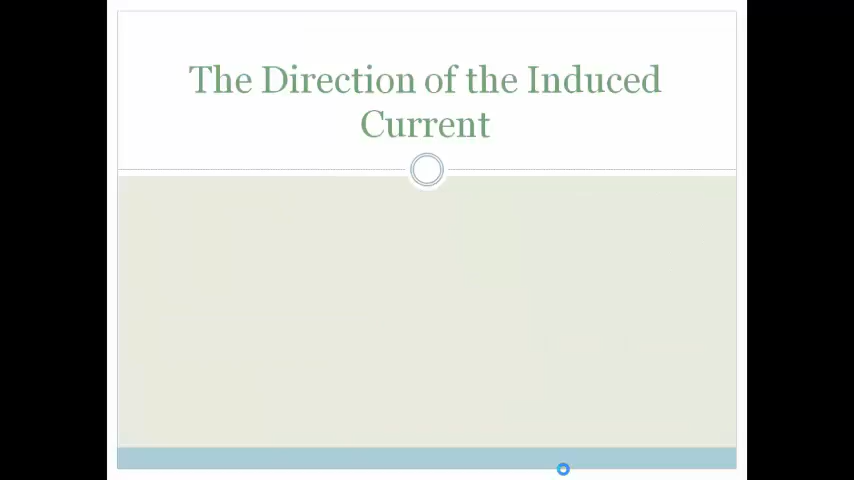 The Direction of the Induced
Current